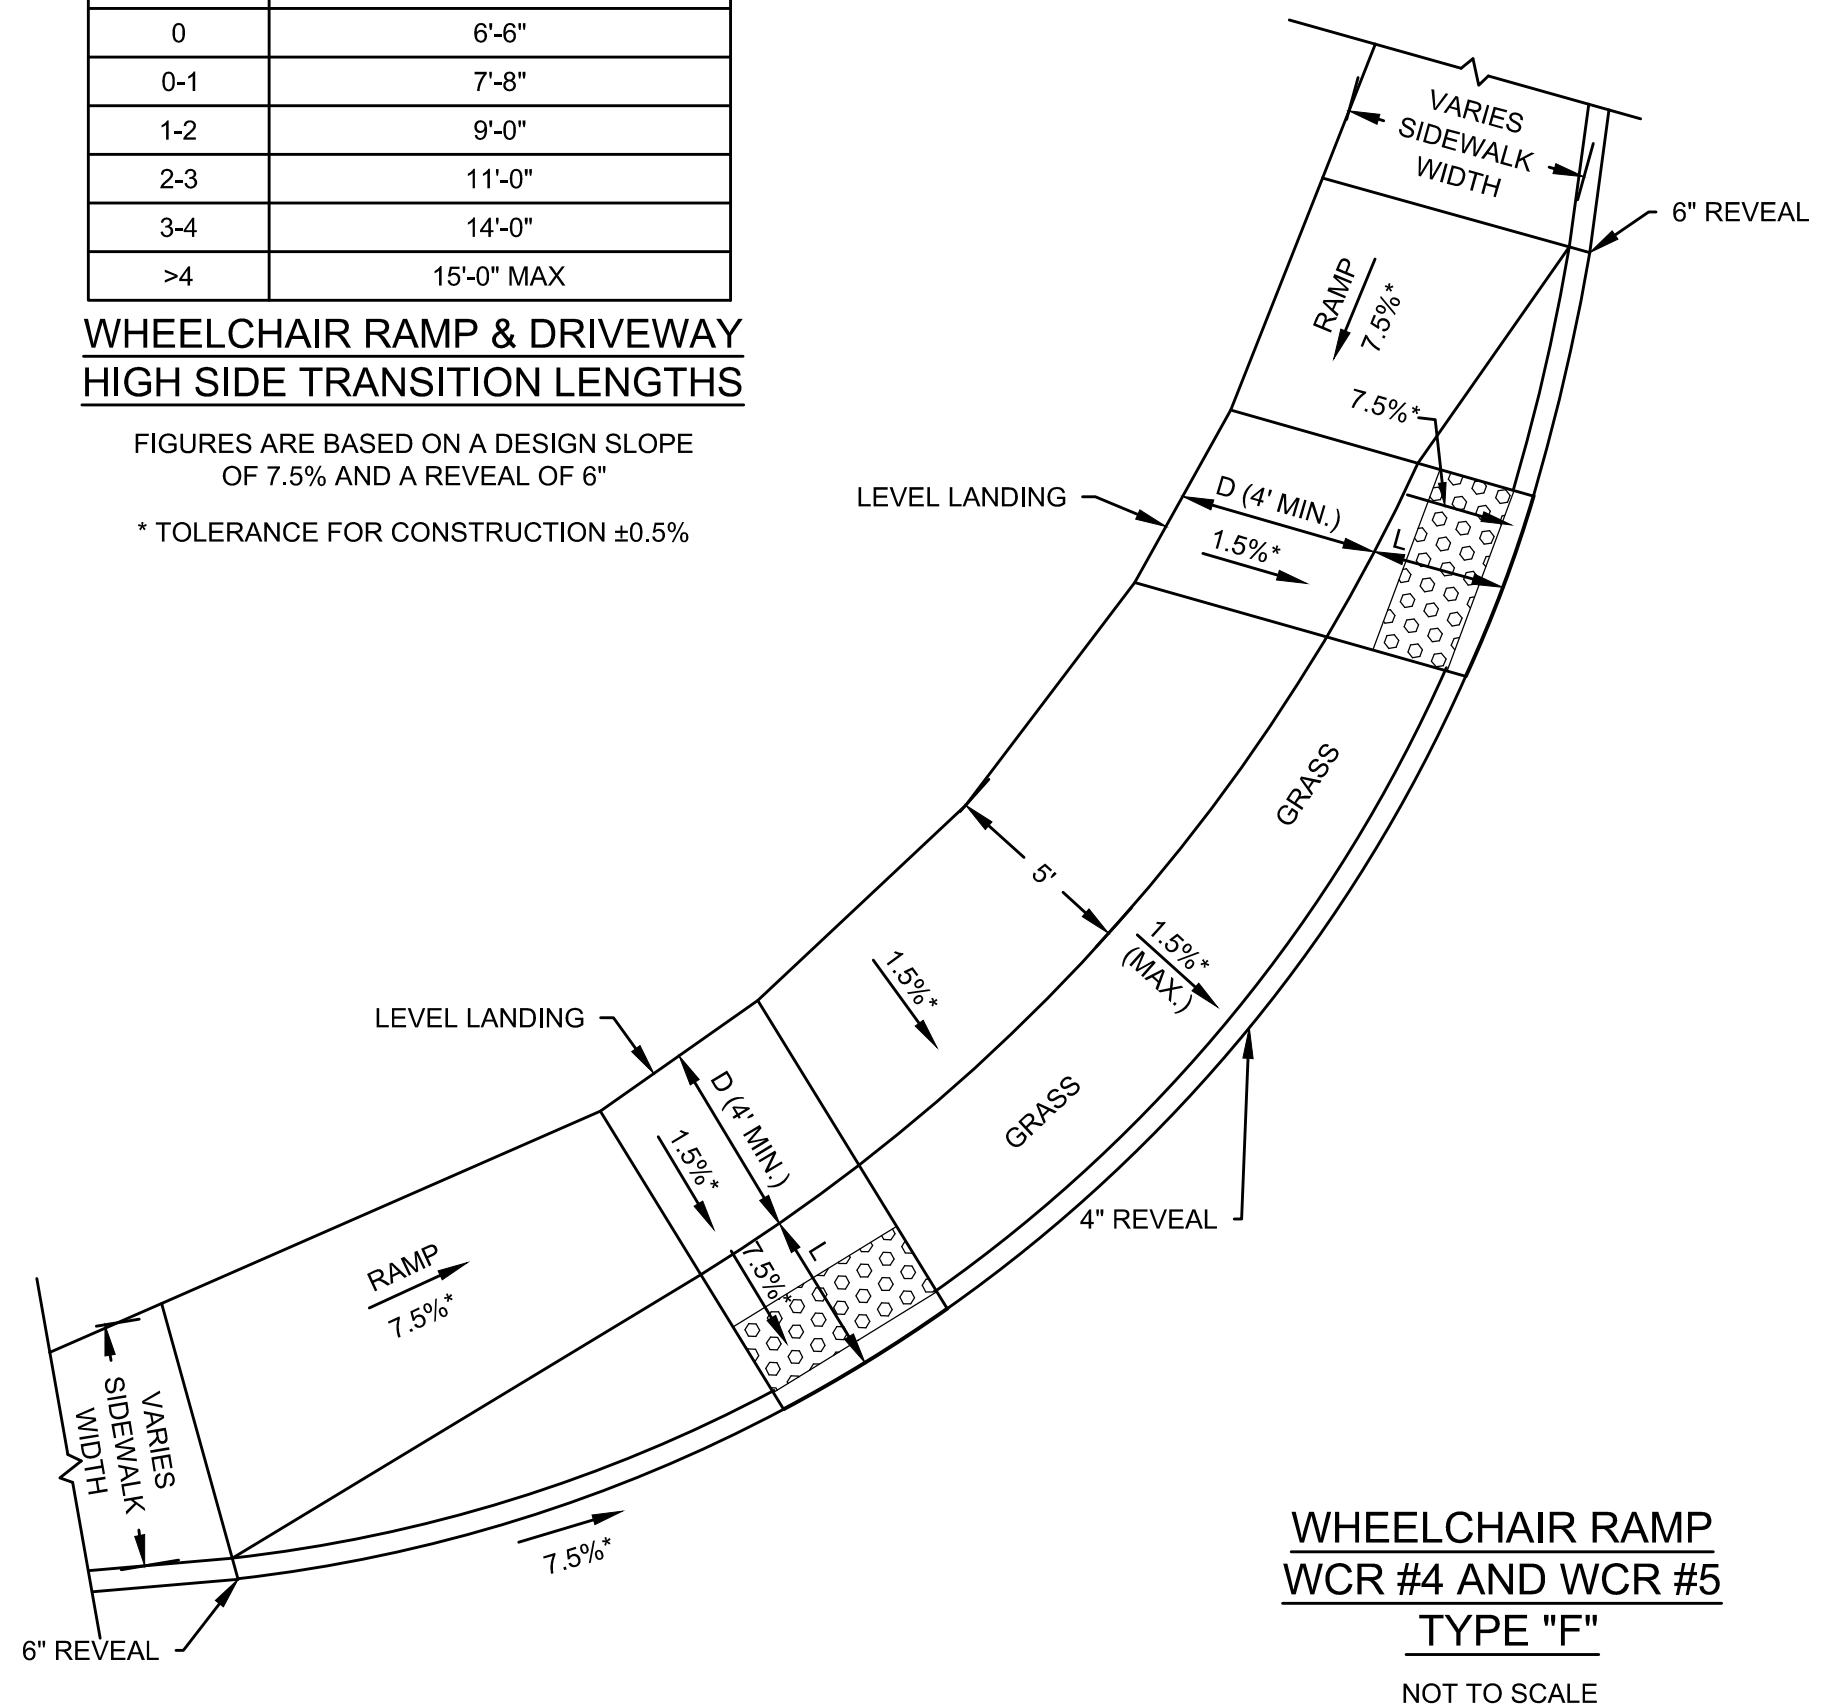 0 6'-6"
0-1 7'-8"
1-2 9'-0"
2-3 11'-0"
3-4 14'-0"
>4 15'-0" MAX
WHEELCHAIR RAMP & DRIVEWAY
HIGH SIDE TRANSITION LENGTHS
FIGURES ARE BASED ON A DESIGN SLOPE
OF 7.5% AND A REVEAL OF 6"
* TOLERANCE FOR CONSTRUCTION ±0.5%
VARIES
SIDEWALK
WIDTH
6" REVEAL
RAMP
7.5%*
7.5%*
LEVEL LANDING
D (4' MIN.)
L
1.5%*
GRASS
5'
1.5%*
(MAX.)
1.5%*
LEVEL LANDING
D (4' MIN.)
1.5%*
GRASS
4" REVEAL
L
7.5%*
RAMP
7.5%*
VARIES
SIDEWALK
WIDTH
7.5%*
6" REVEAL
WHEELCHAIR RAMP
WCR #4 AND WCR #5
TYPE "F"
NOT TO SCALE